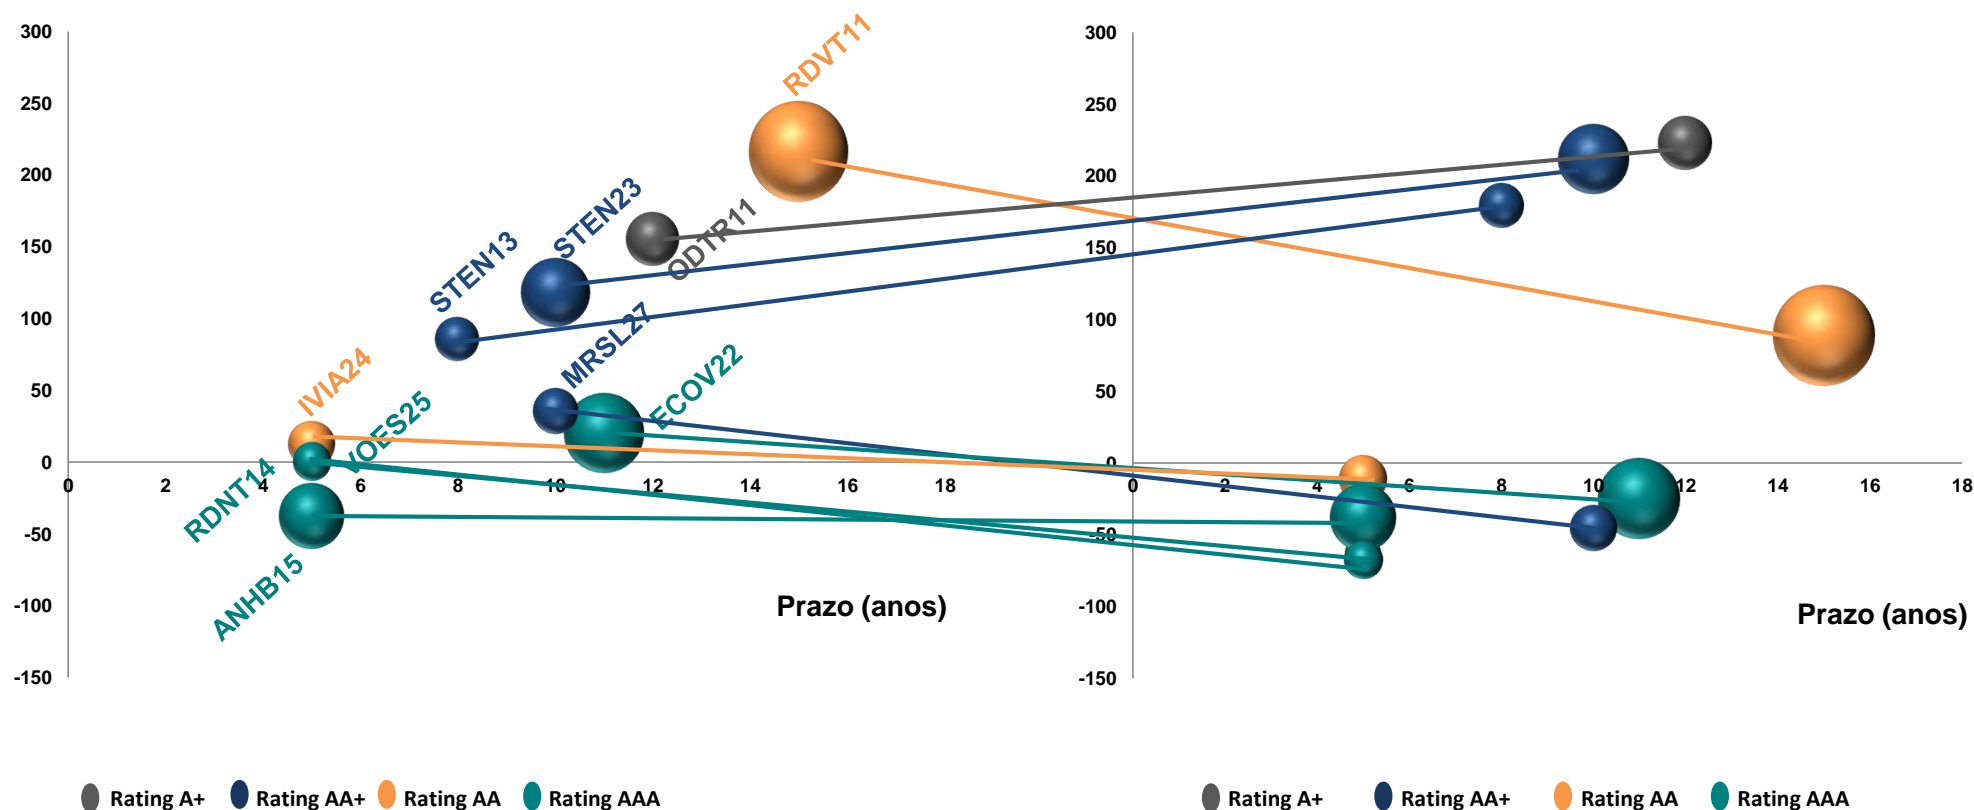 300
250
200
150
100
50
0
-50
-100
-150
0 2 4 6 8 10 12 14 16 18
RDVT11
STEN23
ODTR11
STEN13
MRSL27
IVIA24
VOES25
ECOV22
RDNT14
ANHB15
Prazo (anos)
Rating A+ Rating AA+ Rating AA Rating AAA
300
250
200
150
100
50
0
-50
-100
-150
0 2 4 6 8 10 12 14 16 18
Prazo (anos)
Rating A+ Rating AA+ Rating AA Rating AAA